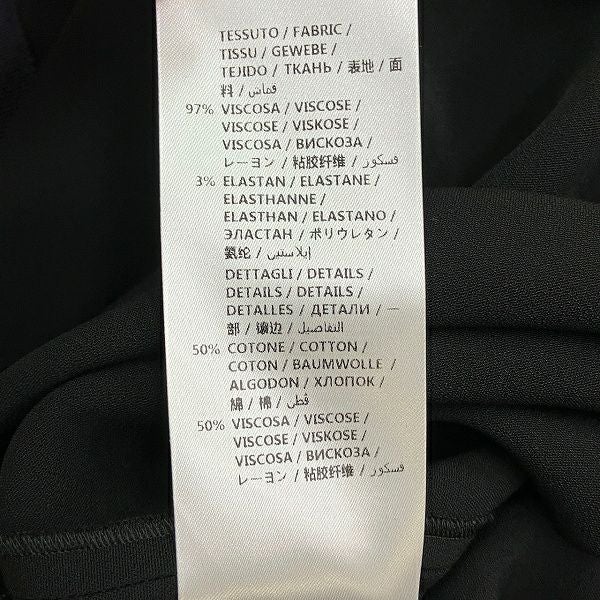 TESSUTO / FABRIC /
TISSU / GEWEBE /
TEJIDO / ТКАНЬ / 表地 / 面
料 / قماش
97% VISCOSA / VISCOSE /
VISCOSE / VISKOSE /
VISCOSA / ВИСКОЗА /
レーヨン / 粘胶纤维 / فسكوز
3% ELASTAN / ELASTANE /
ELASTHANNE /
ELASTHAN / ELASTANO /
ЭЛАСТАН / ポリウレタン /
氨纶 / إيلاستين
DETTAGLI / DETAILS /
DETAILS / DETAILS /
DETALLES / ДЕТАЛИ / 一
部 / 镶边 / التفاصيل
50% COTONE / COTTON /
COTON / BAUMWOLLE /
ALGODON / ХЛОПОК /
綿 / 棉 / قطن
50% VISCOSA / VISCOSE /
VISCOSE / VISKOSE /
VISCOSA / ВИСКОЗА /
レーヨン / 粘胶纤维 / فسكوز